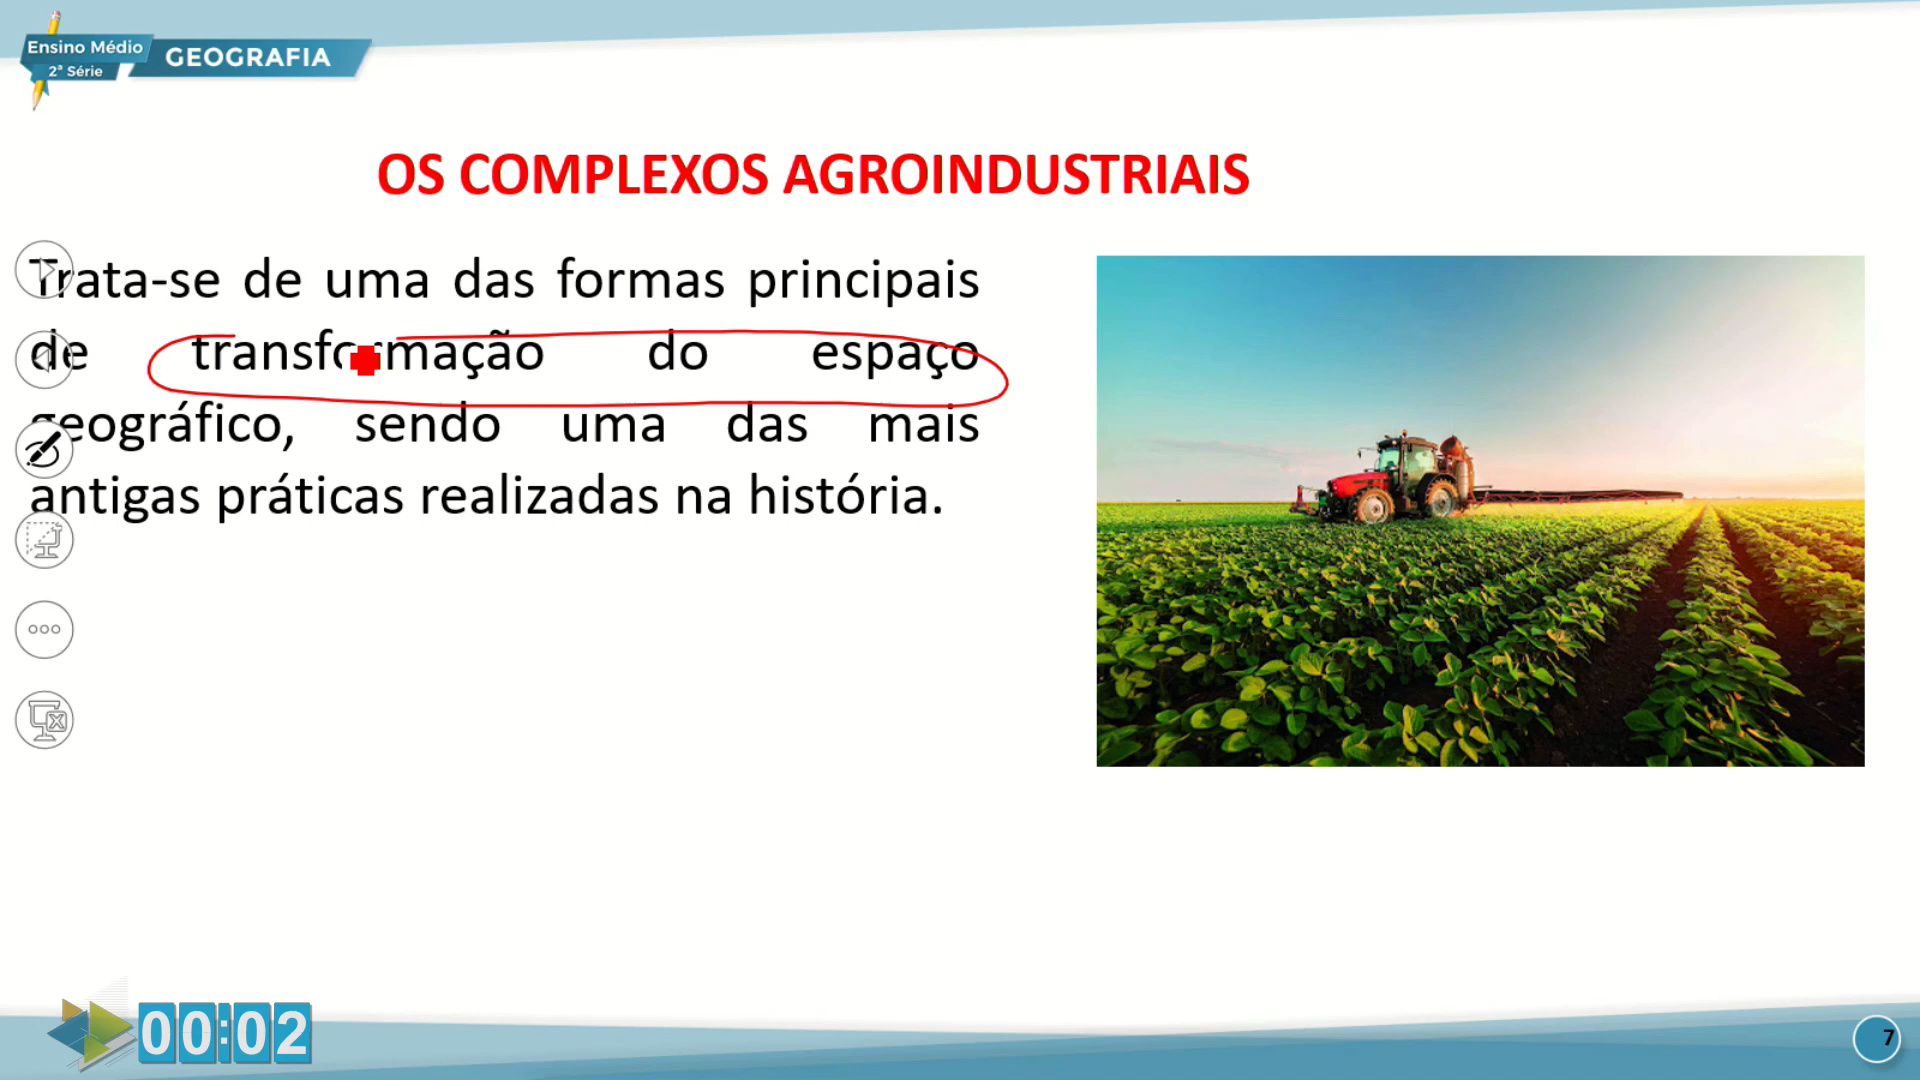 Ensino Médio
2ª Série
GEOGRAFIA
OS COMPLEXOS AGROINDUSTRIAIS
Trata-se de uma das formas principais
de transformação do espaço
geográfico, sendo uma das mais
antigas práticas realizadas na história.
00:02
7